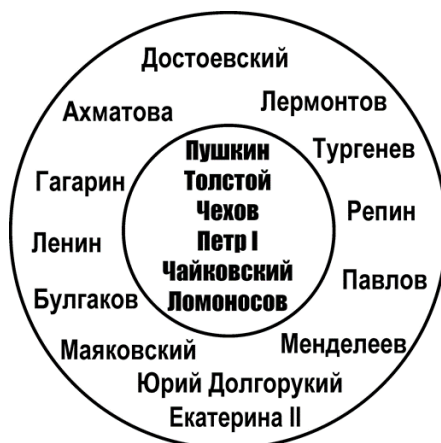 Достоевский
Ахматова
Лермонтов
Пушкин
Тургенев
Гагарин
Толстой
Чехов
Репин
Ленин
Петр I
Чайковский
Павлов
Булгаков
Ломоносов
Маяковский
Менделеев
Юрий Долгорукий
Екатерина II